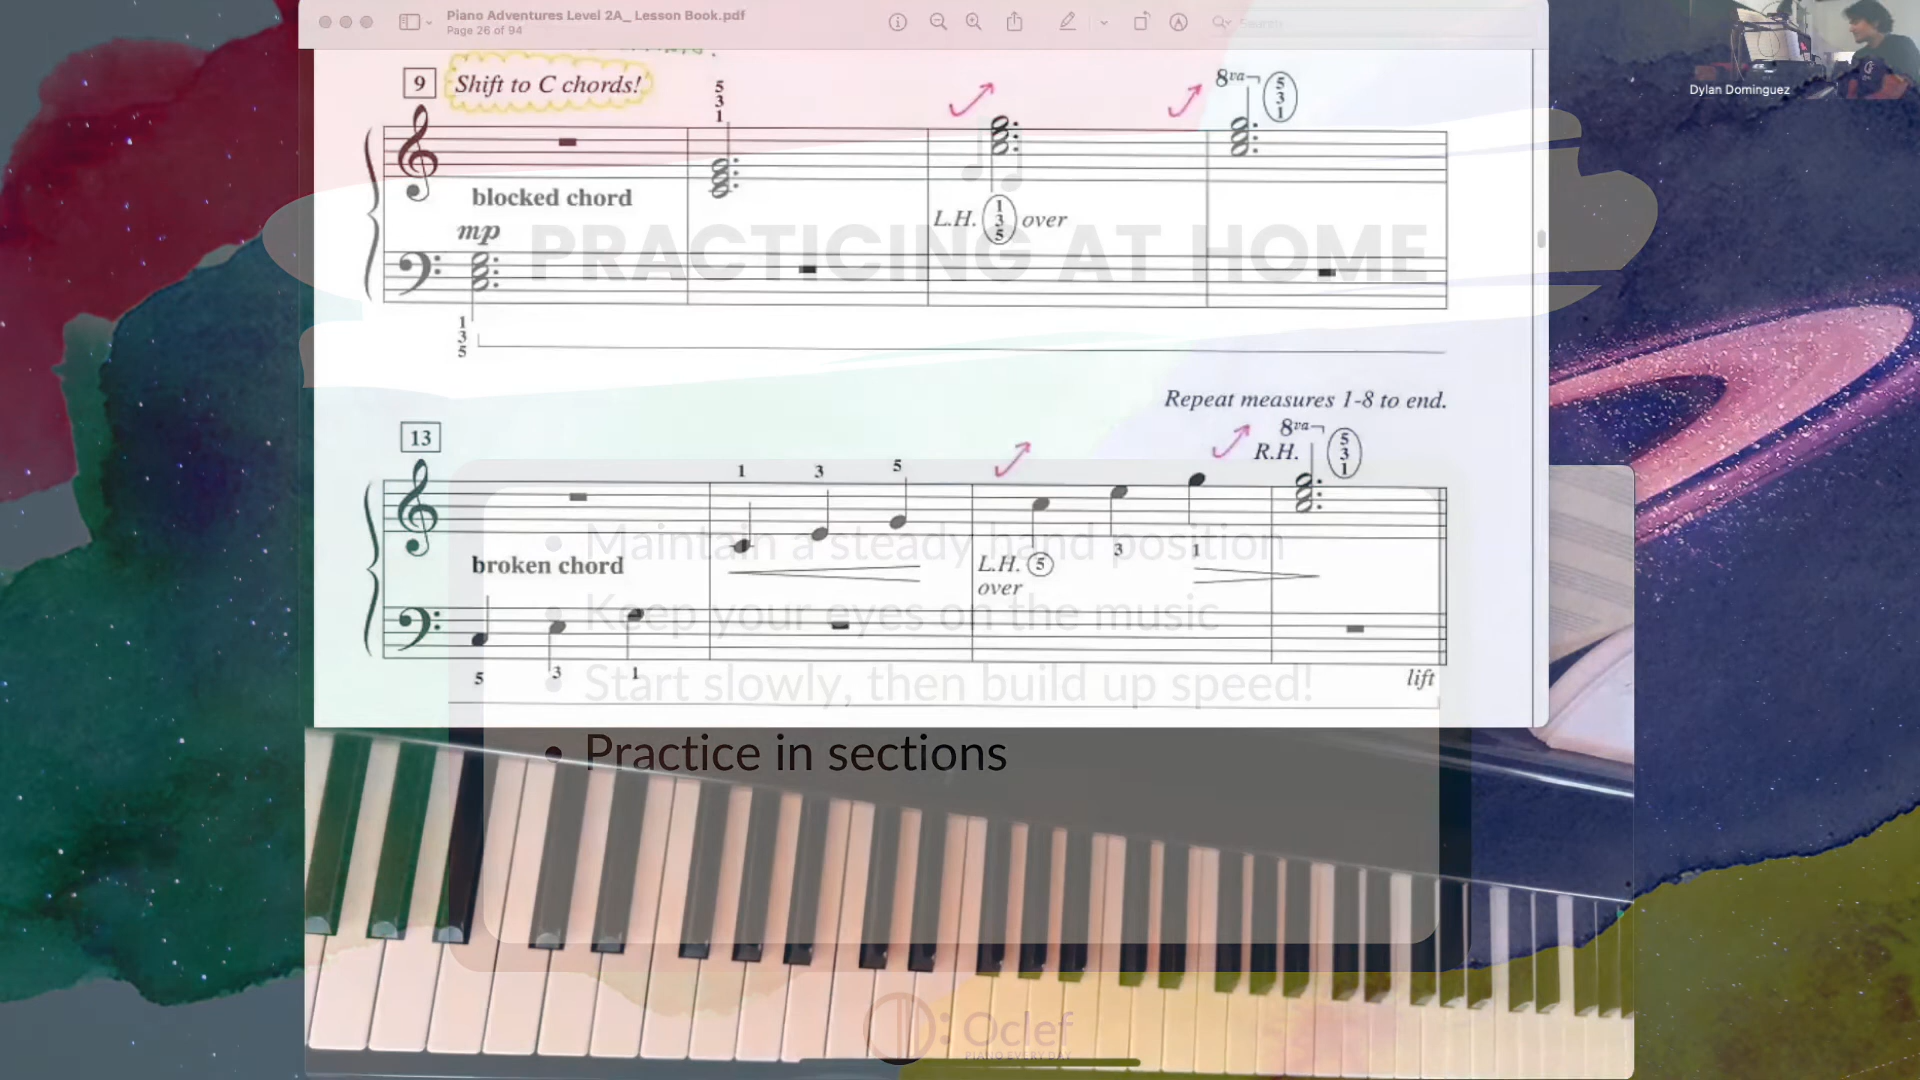 Piano Adventures Level 2A_ Lesson Book.pdf
Page 26 of 94
Search
Dylan Dominguez
9 Shift to C chords!
5
3
1
8va
5
3
1
blocked chord
mp
L.H. 1 3 5 over
PRACTICING AT HOME
1
3
5
Repeat measures 1-8 to end.
13
8va
R.H.
5
3
1
1 3 5
• Maintain a steady hand position
broken chord
L.H. 5 3 1
over
• Keep your eyes on the music
5 3 1
lift
• Start slowly, then build up speed!
• Practice in sections
Oclef
PIANO EVERY DAY